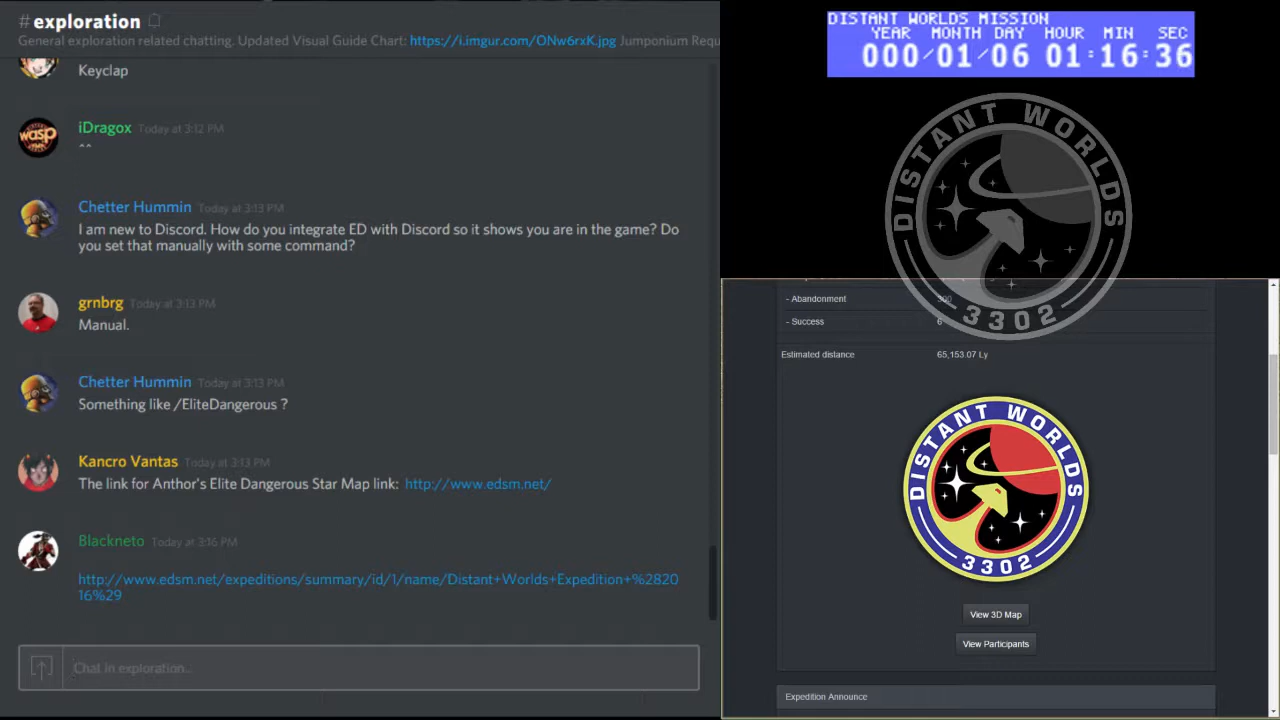 #exploration
General exploration related chatting. Updated Visual Guide Chart: https://i.imgur.com/ONw6rxK.jpg Jumponium Requ
Keyclap
wasp
iDragox Today at 3:12 PM
^^
Chetter Hummin Today at 3:13 PM
I am new to Discord. How do you integrate ED with Discord so it shows you are in the game? Do
you set that manually with some command?
grnbrg Today at 3:13 PM
Manual.
Chetter Hummin Today at 3:13 PM
Something like /EliteDangerous ?
Kancro Vantas Today at 3:13 PM
The link for Anthor's Elite Dangerous Star Map link: http://www.edsm.net/
Blackneto Today at 3:16 PM
http://www.edsm.net/expeditions/summary/id/1/name/Distant+Worlds+Expedition+%2820
16%29
Chat in exploration...
DISTANT WORLDS MISSION
YEAR MONTH DAY HOUR MIN SEC
000/01/06 01:16:36
DISTANT WORLDS
3302
- Abandonment 300
- Success 6
Estimated distance 65,153.07 Ly
DISTANT WORLDS
3302
View 3D Map
View Participants
Expedition Announce